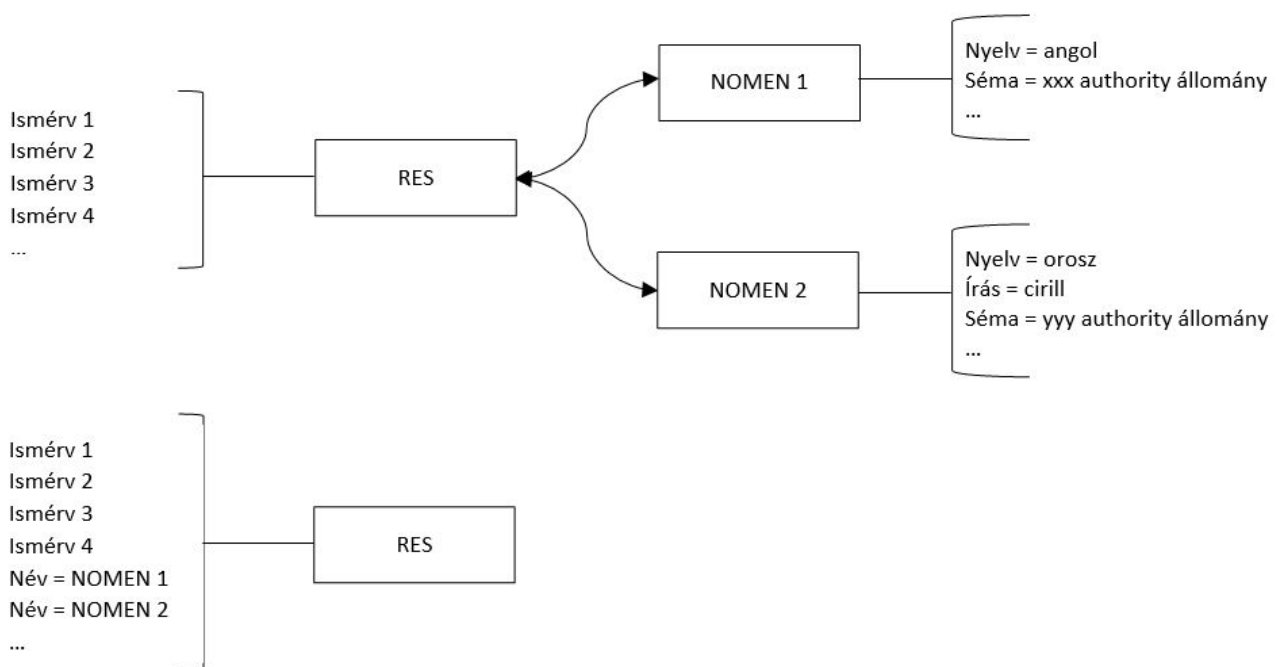 Ismérv 1
Ismérv 2
Ismérv 3
Ismérv 4
...
RES
NOMEN 1
Nyelv = angol
Séma = xxx authority állomány
...
NOMEN 2
Nyelv = orosz
Írás = cirill
Séma = yyy authority állomány
...
Ismérv 1
Ismérv 2
Ismérv 3
Ismérv 4
Név = NOMEN 1
Név = NOMEN 2
...
RES